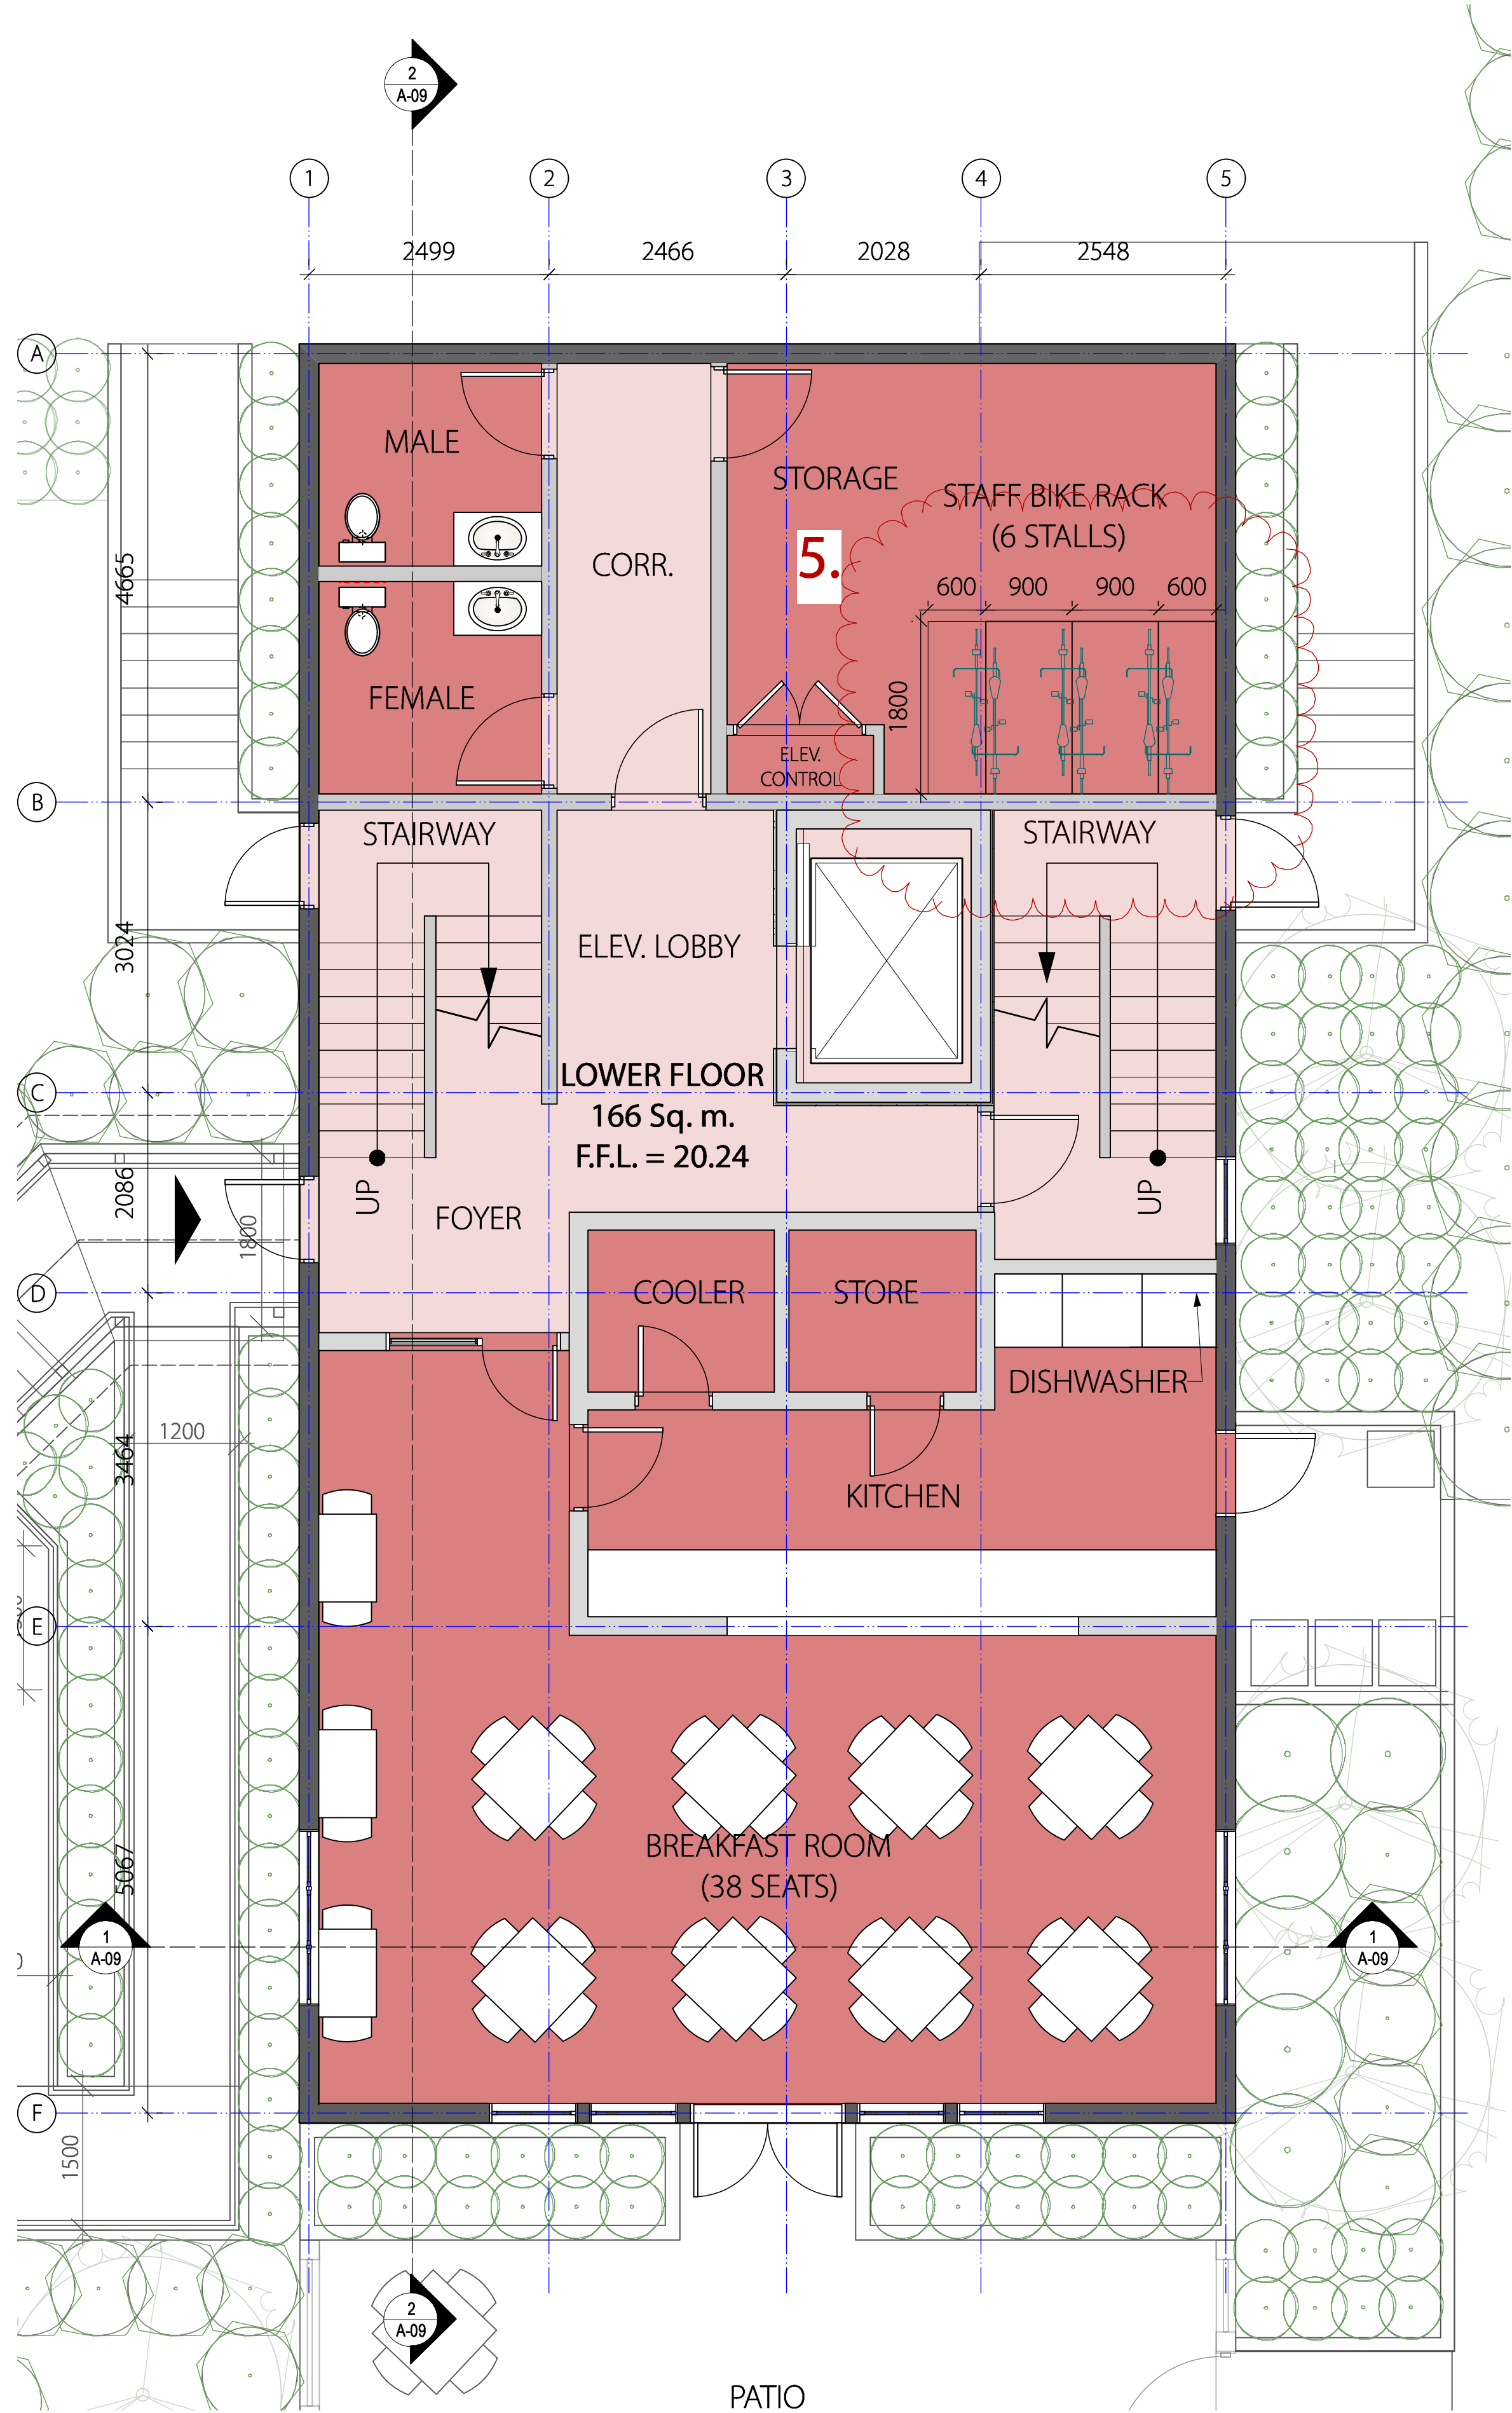 2
A-09
1
2
3
4
5
2499
2466
2028
2548
A
MALE
STORAGE
STAFF BIKE RACK
(6 STALLS)
5.
CORR.
4665
600
900
900
600
FEMALE
1800
ELEV.
CONTROL
B
STAIRWAY
STAIRWAY
3024
ELEV. LOBBY
C
LOWER FLOOR
166 Sq. m.
F.F.L. = 20.24
2086
UP
UP
FOYER
1800
D
COOLER
STORE
DISHWASHER
1200
3464
KITCHEN
E
BREAKFAST ROOM
(38 SEATS)
5067
1
A-09
1
A-09
F
1500
2
A-09
PATIO